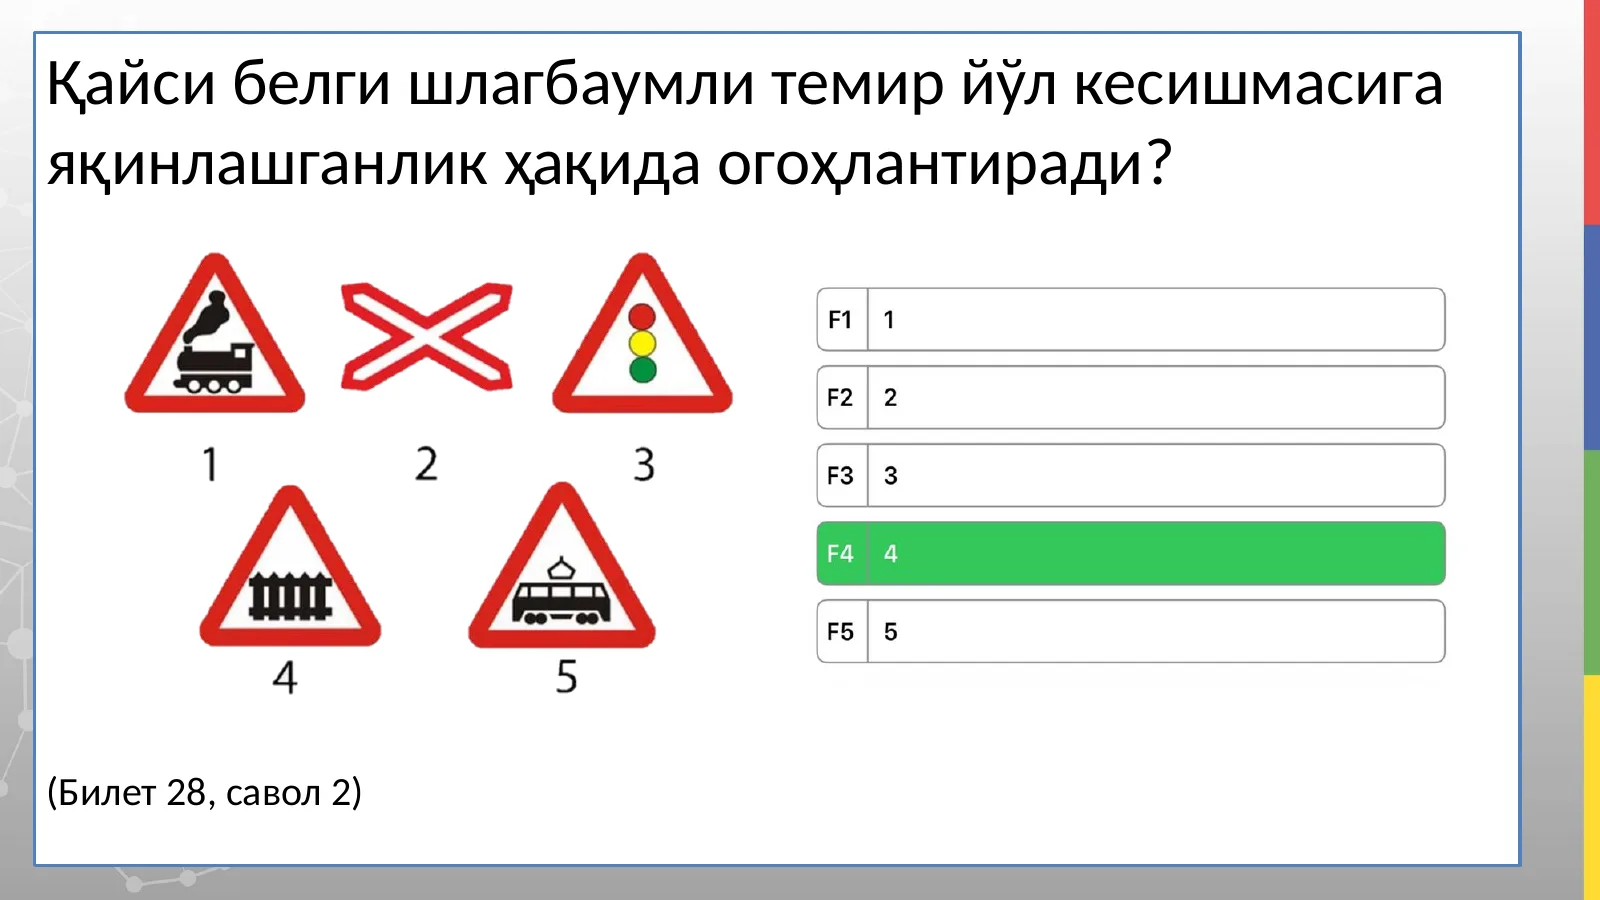 Қайси белги шлагбаумли темир йўл кесишмасига
яқинлашганлик ҳақида огоҳлантиради?
1
2
3
4
5
F1 1
F2 2
F3 3
F4 4
F5 5
(Билет 28, савол 2)